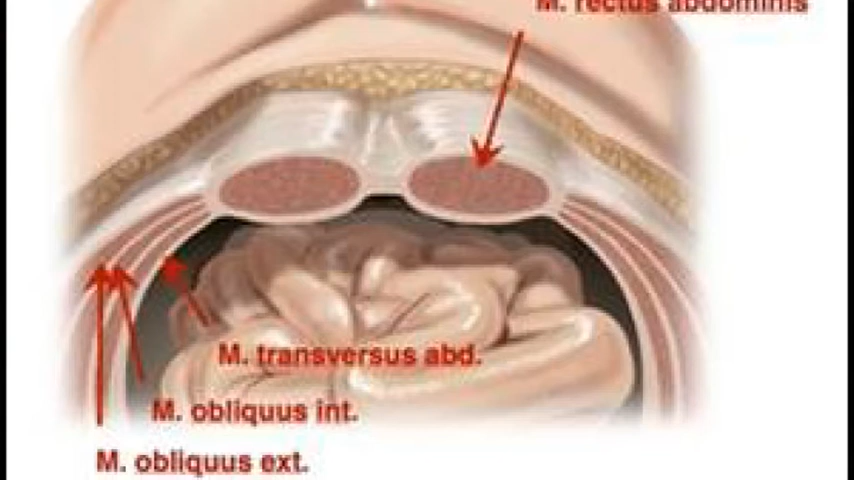 M. rectus abdominis
M. transversus abd.
M. obliquus int.
M. obliquus ext.